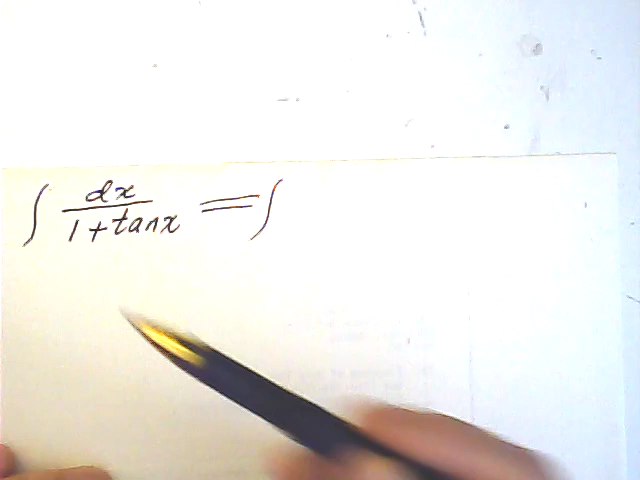 ∫ dx / (1 + tanx) = ∫